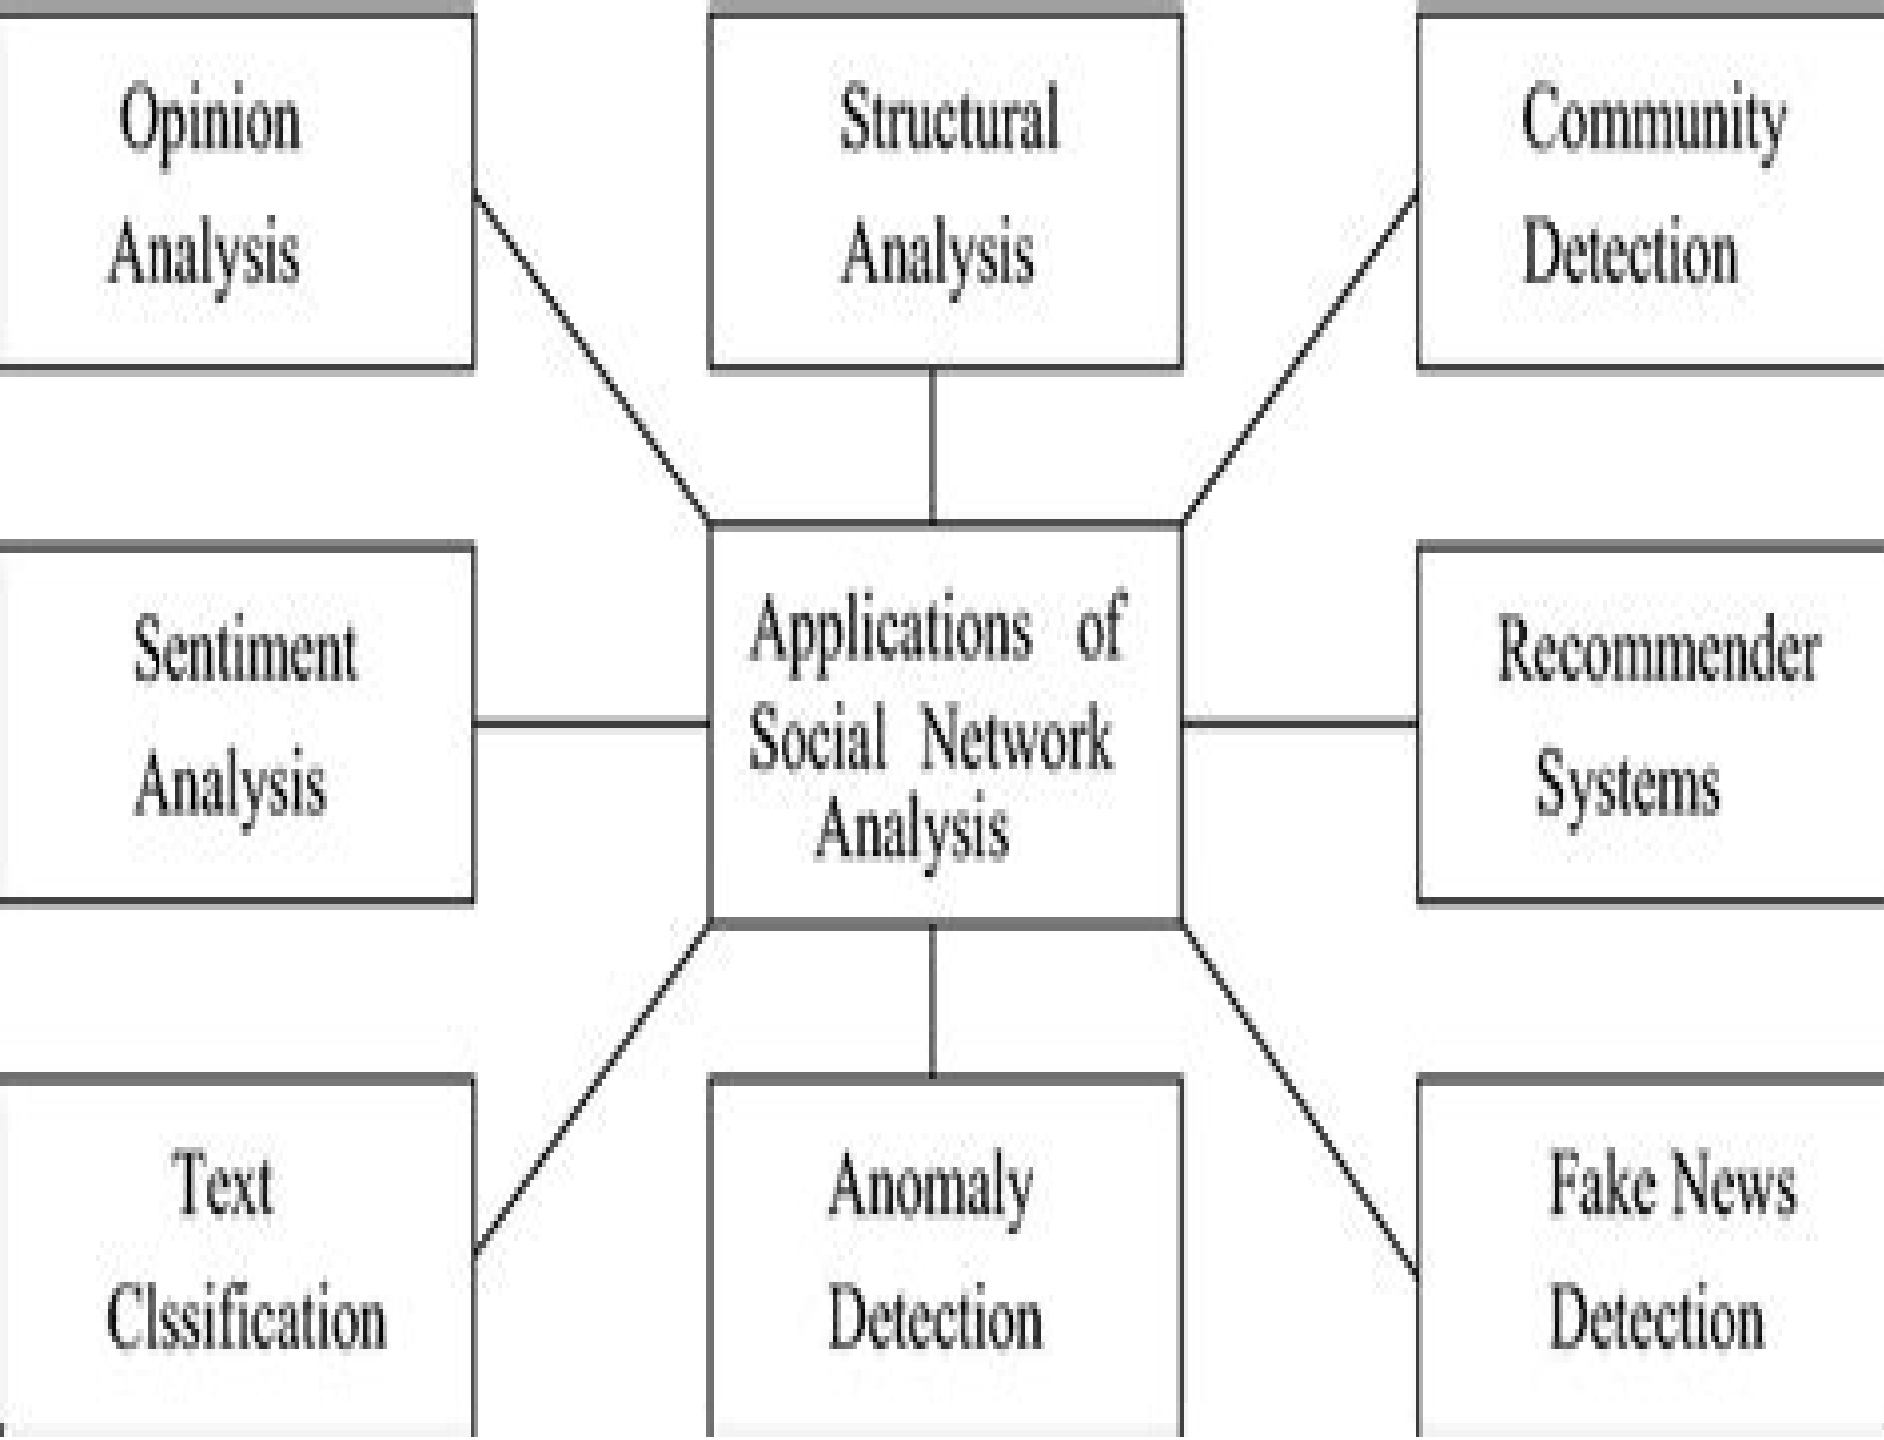 Opinion
Analysis
Structural
Analysis
Community
Detection
Sentiment
Analysis
Applications of
Social Network
Analysis
Recommender
Systems
Text
Clssification
Anomaly
Detection
Fake News
Detection